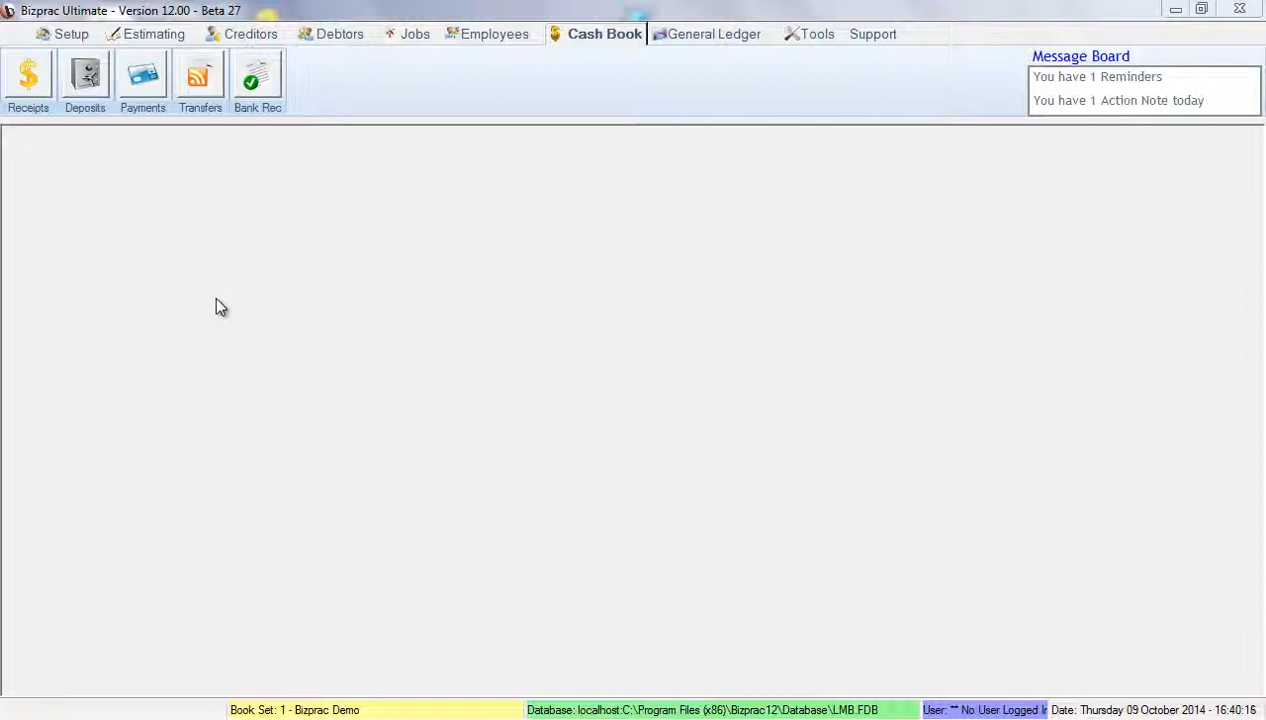 Bizprac Ultimate - Version 12.00 - Beta 27
Setup Estimating Creditors Debtors Jobs Employees Cash Book General Ledger Tools Support
Receipts Deposits Payments Transfers Bank Rec
Message Board
You have 1 Reminders
You have 1 Action Note today
Book Set: 1 - Bizprac Demo Database: localhost:C:\Program Files (x86)\Bizprac12\Database\LMB.FDB User: ** No User Logged Ir Date: Thursday 09 October 2014 - 16:40:16